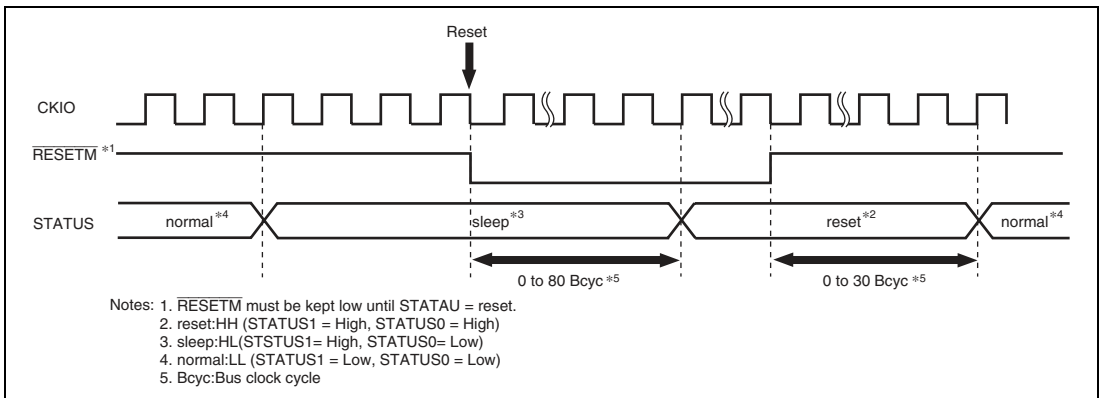 Reset
CKIO
RESETM *1
STATUS
normal*4
sleep*3
reset*2
normal*4
0 to 80 Bcyc *5
0 to 30 Bcyc *5
Notes: 1. RESETM must be kept low until STATAU = reset.
2. reset:HH (STATUS1 = High, STATUS0 = High)
3. sleep:HL(STSTUS1= High, STATUS0= Low)
4. normal:LL (STATUS1 = Low, STATUS0 = Low)
5. Bcyc:Bus clock cycle